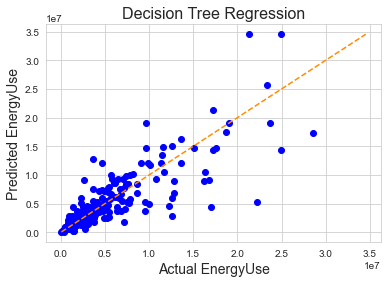 Decision Tree Regression
1e7
Predicted EnergyUse
3.5
3.0
2.5
2.0
1.5
1.0
0.5
0.0
0.0 0.5 1.0 1.5 2.0 2.5 3.0 3.5
1e7
Actual EnergyUse